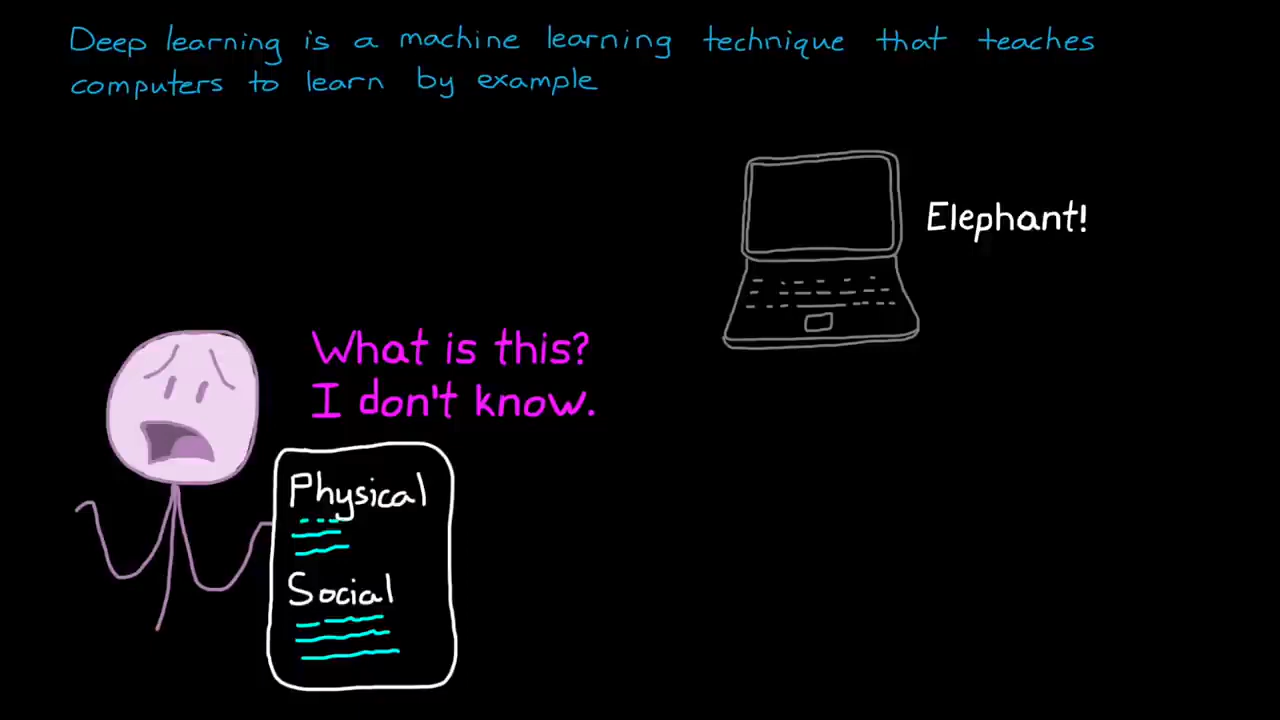 Deep learning is a machine learning technique that teaches
computers to learn by example
Elephant!
What is this?
I don't know.
Physical
Social